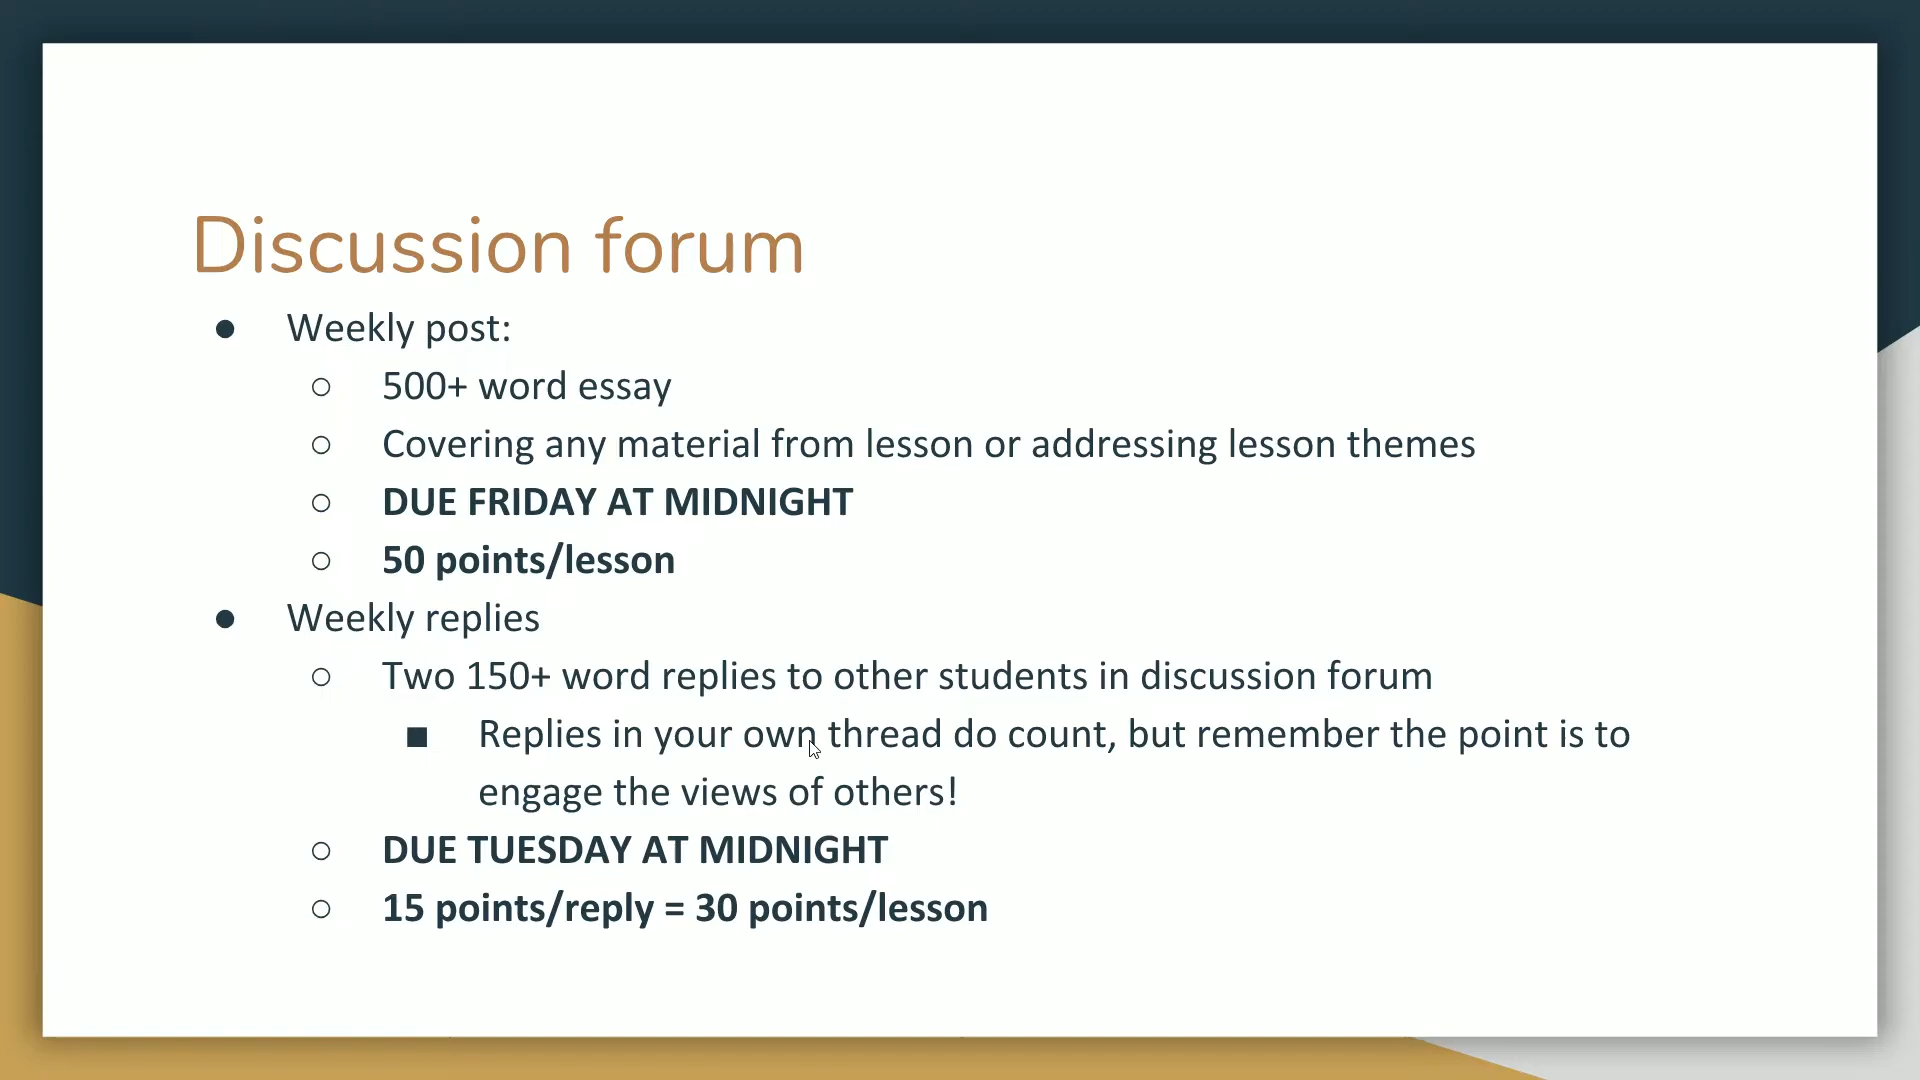 Discussion forum
● Weekly post:
○ 500+ word essay
○ Covering any material from lesson or addressing lesson themes
○ DUE FRIDAY AT MIDNIGHT
○ 50 points/lesson
● Weekly replies
○ Two 150+ word replies to other students in discussion forum
■ Replies in your own thread do count, but remember the point is to
engage the views of others!
○ DUE TUESDAY AT MIDNIGHT
○ 15 points/reply = 30 points/lesson